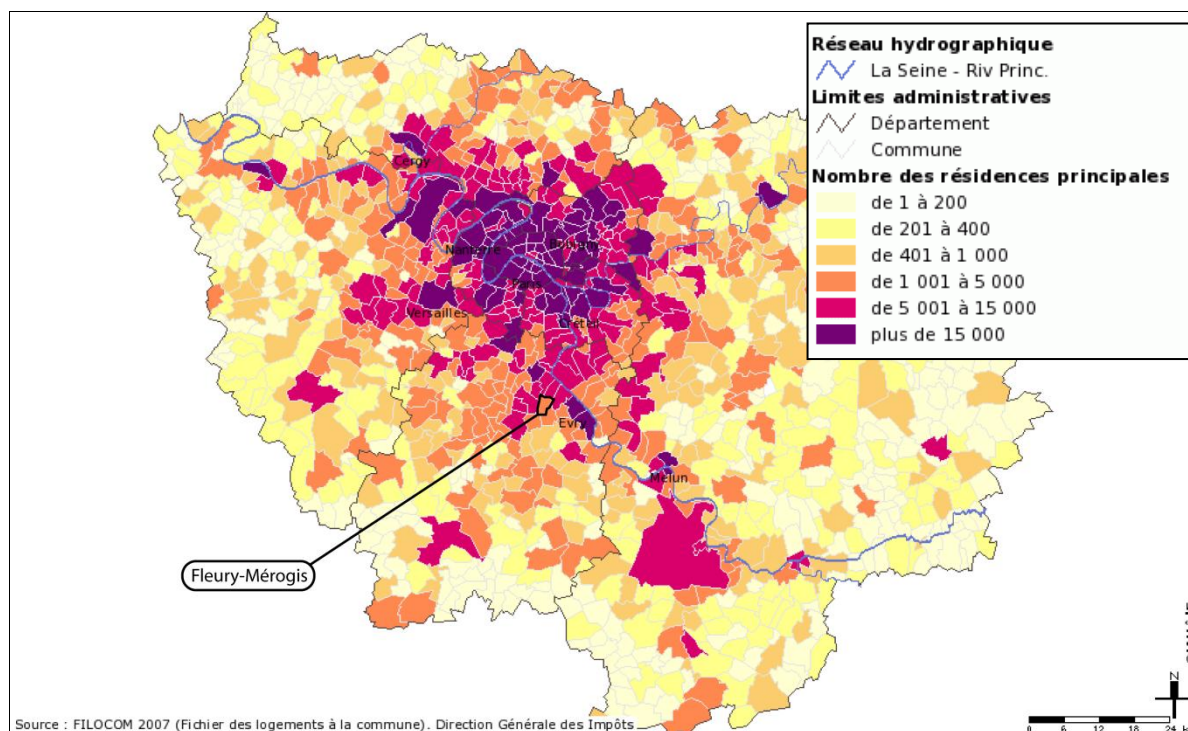 Réseau hydrographique
La Seine - Riv Princ.
Limites administratives
Département
Commune
Nombre des résidences principales
de 1 à 200
de 201 à 400
de 401 à 1 000
de 1 001 à 5 000
de 5 001 à 15 000
plus de 15 000
Cergy
Nanterre
Bobigny
Paris
Versailles
Créteil
Evry
Melun
Fleury-Mérogis
N
0 6 12 18 24
Source : FILOCOM 2007 (Fichier des logements à la commune). Direction Générale des Impôts